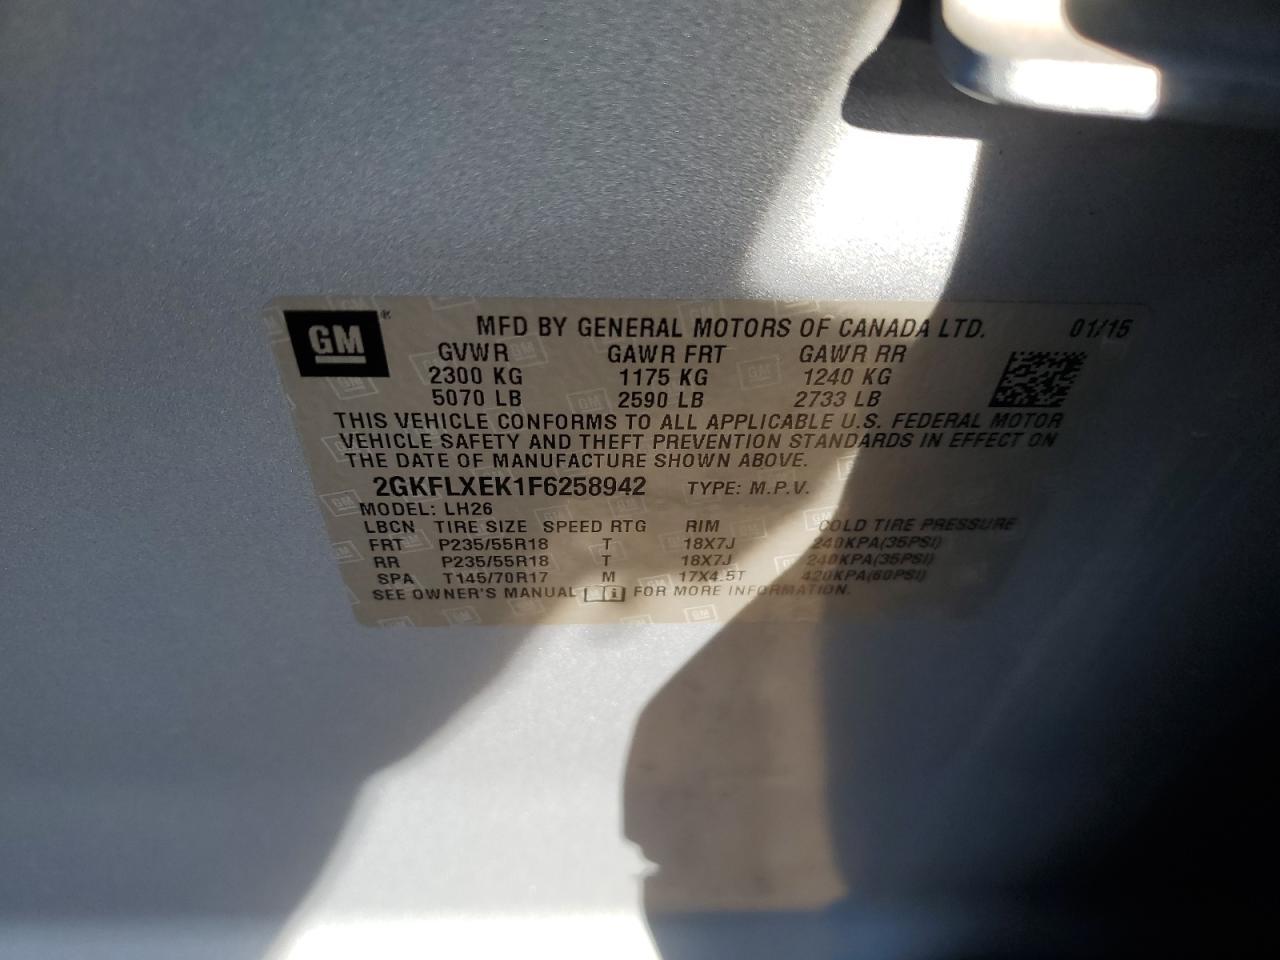 GM ®
MFD BY GENERAL MOTORS OF CANADA LTD. 01/15
GVWR GAWR FRT GAWR RR
2300 KG 1175 KG 1240 KG
5070 LB 2590 LB 2733 LB
THIS VEHICLE CONFORMS TO ALL APPLICABLE U.S. FEDERAL MOTOR
VEHICLE SAFETY AND THEFT PREVENTION STANDARDS IN EFFECT ON
THE DATE OF MANUFACTURE SHOWN ABOVE.
2GKFLXEK1F6258942 TYPE: M.P.V.
MODEL: LH26
LBCN TIRE SIZE SPEED RTG RIM COLD TIRE PRESSURE
FRT P235/55R18 T 18X7J 240KPA(35PSI)
RR P235/55R18 T 18X7J 240KPA(35PSI)
SPA T145/70R17 M 17X4.5T 420KPA(60PSI)
SEE OWNER'S MANUAL FOR MORE INFORMATION.